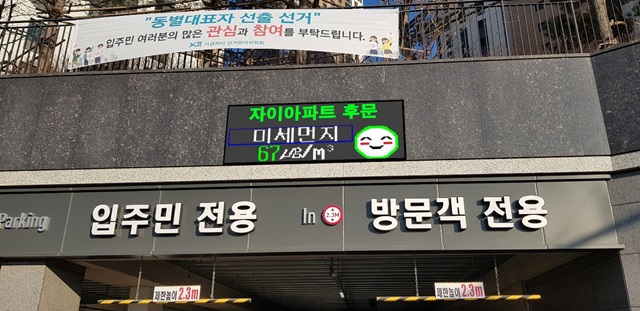 "동별대표자 선출 선거"
입주민 여러분의 많은 관심과 참여를 부탁드립니다.
자이아파트 후문
미세먼지
67㎍/m³
Parking
입주민 전용
In
2.3M
방문객 전용
제한높이 2.3m
제한높이 2.3m